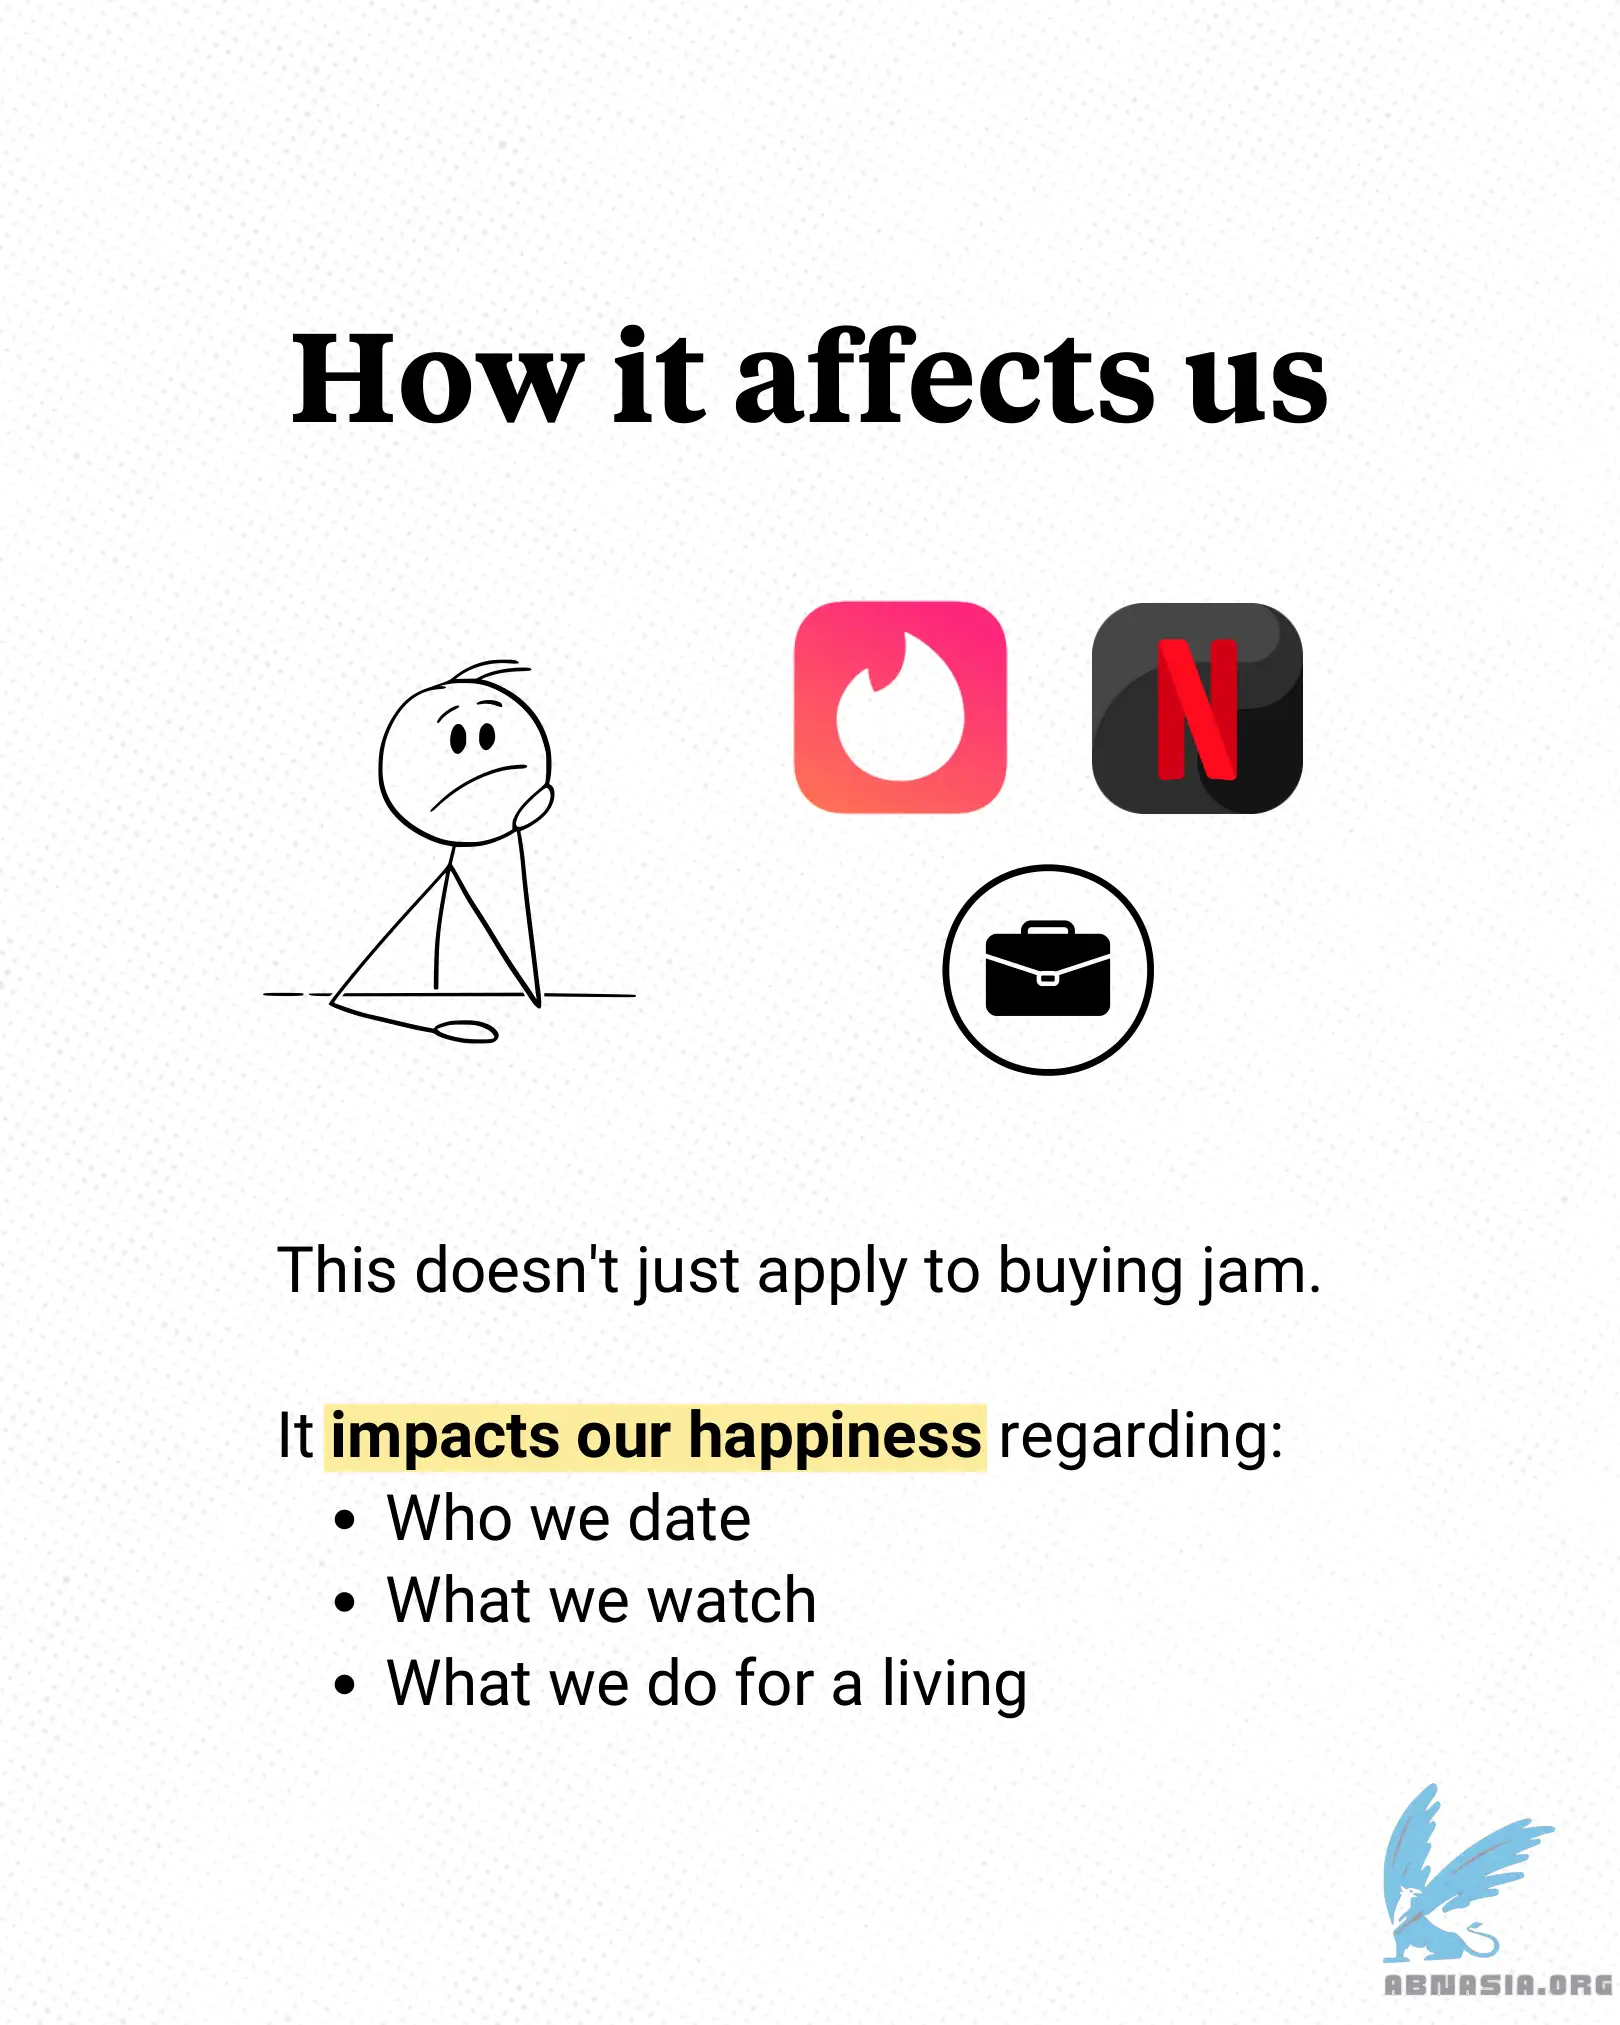 How it affects us
N
This doesn't just apply to buying jam.
It impacts our happiness regarding:
• Who we date
• What we watch
• What we do for a living
ABNASIA.ORG